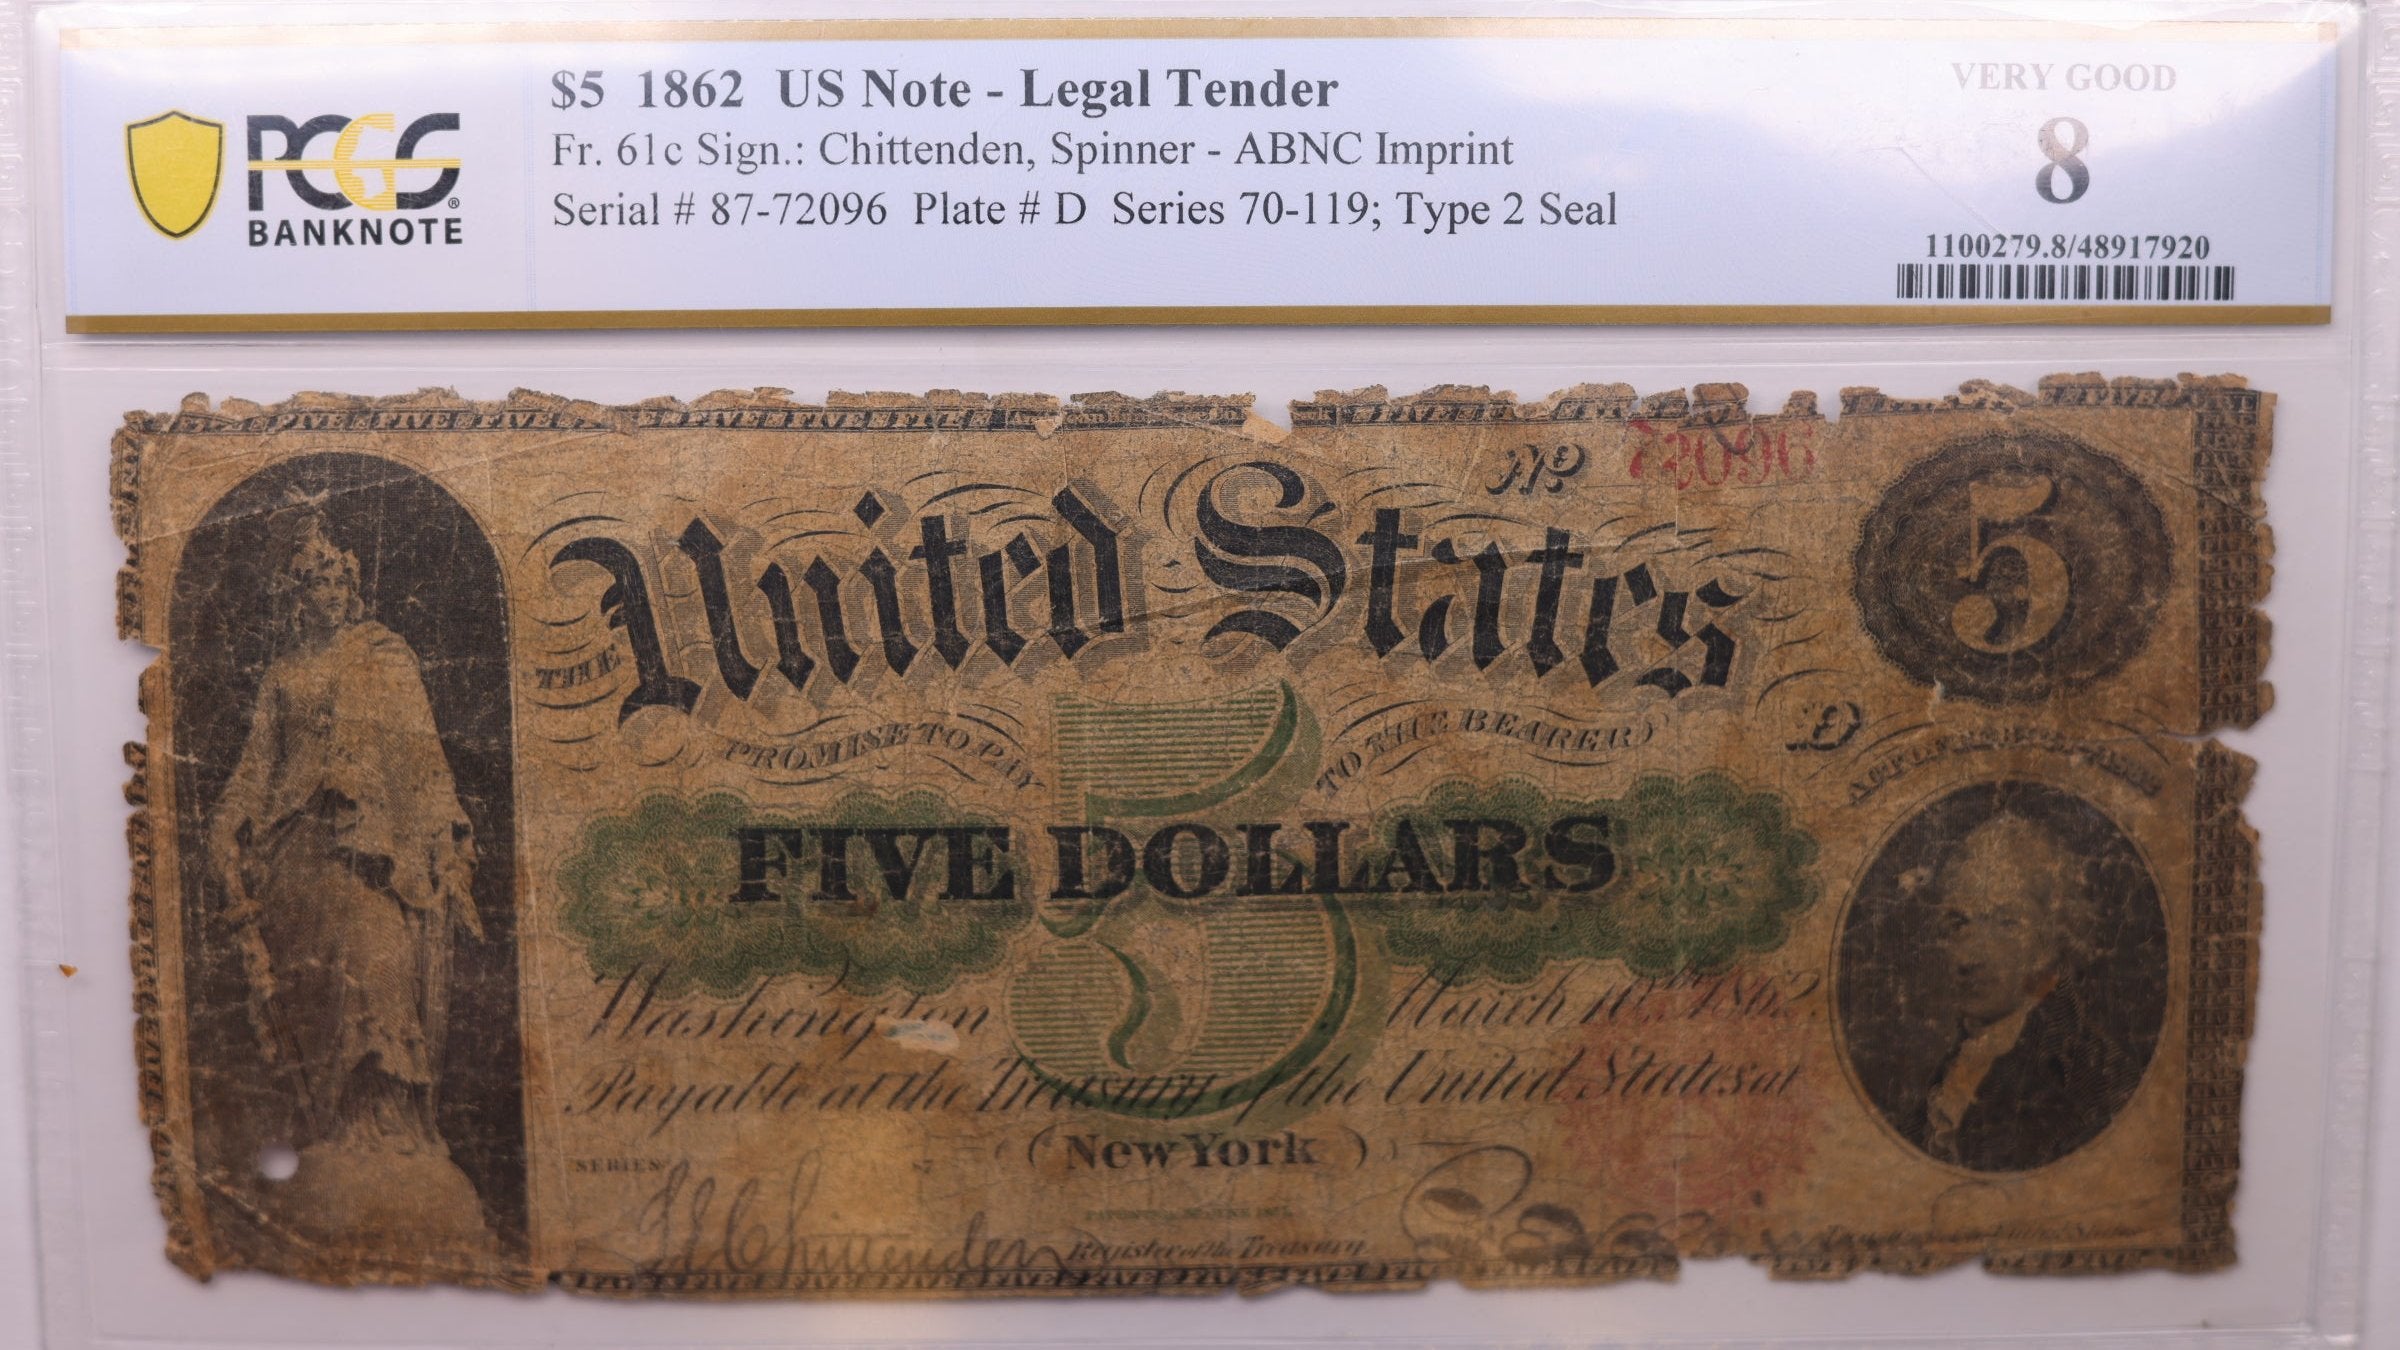 PCGS®
BANKNOTE
$5 1862 US Note - Legal Tender
Fr. 61c Sign.: Chittenden, Spinner - ABNC Imprint
Serial # 87-72096 Plate # D Series 70-119; Type 2 Seal
VERY GOOD
8
1100279.8/48917920
No 72096
5
THE United States
D
PROMISE TO PAY TO THE BEARER
5
FIVE DOLLARS
Washington March 10th, 1862.
Payable at the Treasury of the United States at
New York
SERIES 87
L E Chittenden
Register of the Treasury